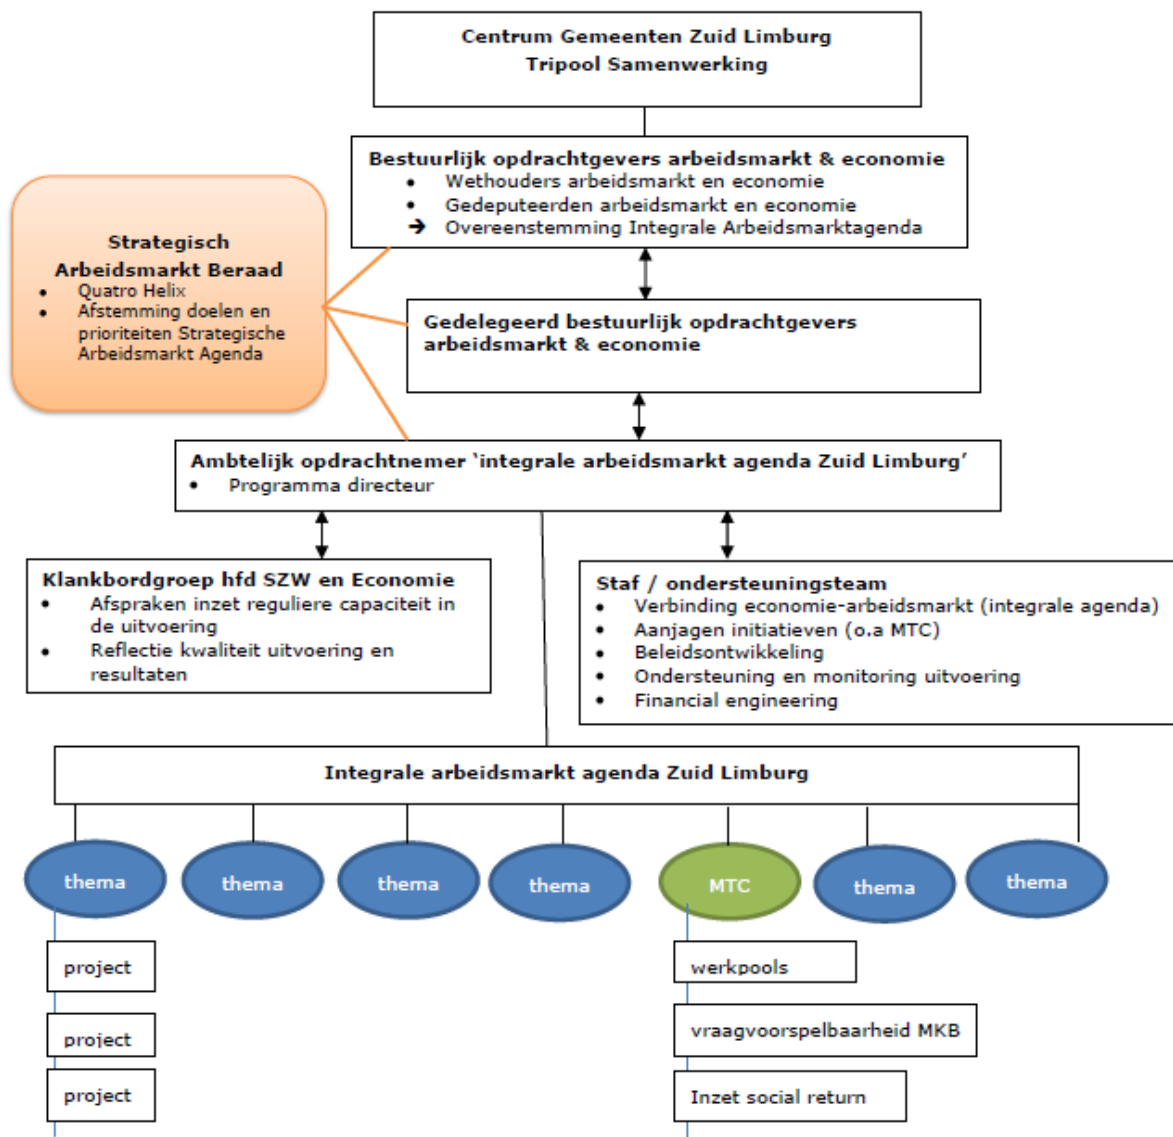 Centrum Gemeenten Zuid Limburg
Tripool Samenwerking
Bestuurlijk opdrachtgevers arbeidsmarkt & economie
• Wethouders arbeidsmarkt en economie
• Gedeputeerden arbeidsmarkt en economie
→ Overeenstemming Integrale Arbeidsmarktagenda
Strategisch
Arbeidsmarkt Beraad
• Quatro Helix
• Afstemming doelen en
prioriteiten Strategische
Arbeidsmarkt Agenda
Gedelegeerd bestuurlijk opdrachtgevers
arbeidsmarkt & economie
Ambtelijk opdrachtnemer ‘integrale arbeidsmarkt agenda Zuid Limburg’
• Programma directeur
Klankbordgroep hfd SZW en Economie
• Afspraken inzet reguliere capaciteit in
de uitvoering
• Reflectie kwaliteit uitvoering en
resultaten
Staf / ondersteuningsteam
• Verbinding economie-arbeidsmarkt (integrale agenda)
• Aanjagen initiatieven (o.a MTC)
• Beleidsontwikkeling
• Ondersteuning en monitoring uitvoering
• Financial engineering
Integrale arbeidsmarkt agenda Zuid Limburg
thema
thema
thema
thema
MTC
thema
thema
project
project
project
werkpools
vraagvoorspelbaarheid MKB
Inzet social return